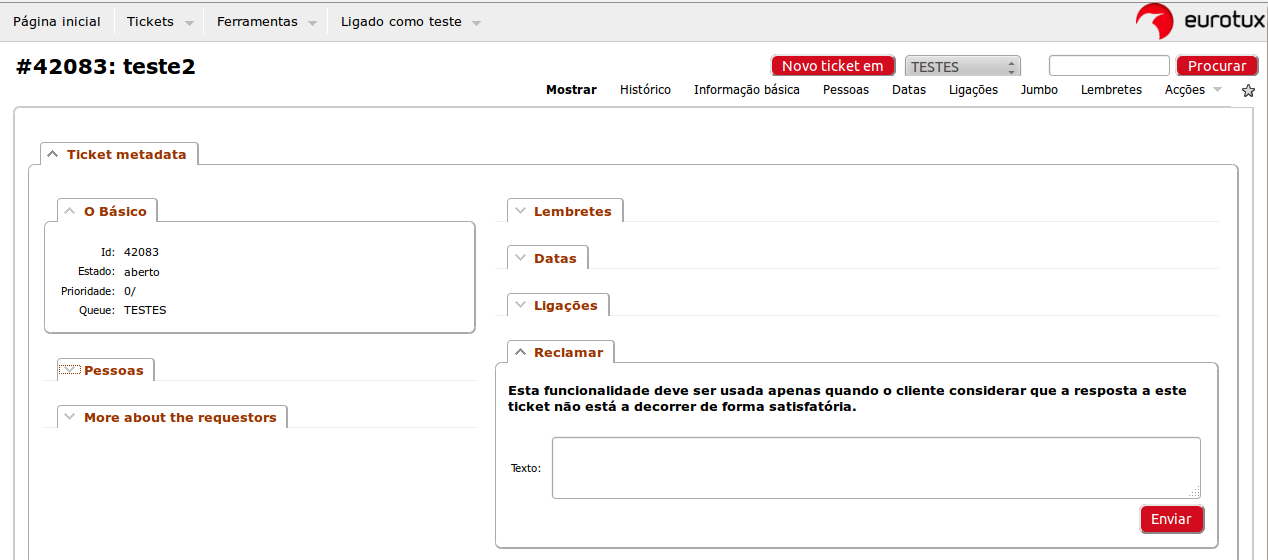 Página inicial Tickets Ferramentas Ligado como teste eurotux
#42083: teste2
Novo ticket em TESTES Procurar
Mostrar Histórico Informação básica Pessoas Datas Ligações Jumbo Lembretes Acções
Ticket metadata
O Básico
Id: 42083
Estado: aberto
Prioridade: 0/
Queue: TESTES
Pessoas
More about the requestors
Lembretes
Datas
Ligações
Reclamar
Esta funcionalidade deve ser usada apenas quando o cliente considerar que a resposta a este
ticket não está a decorrer de forma satisfatória.
Texto:
Enviar